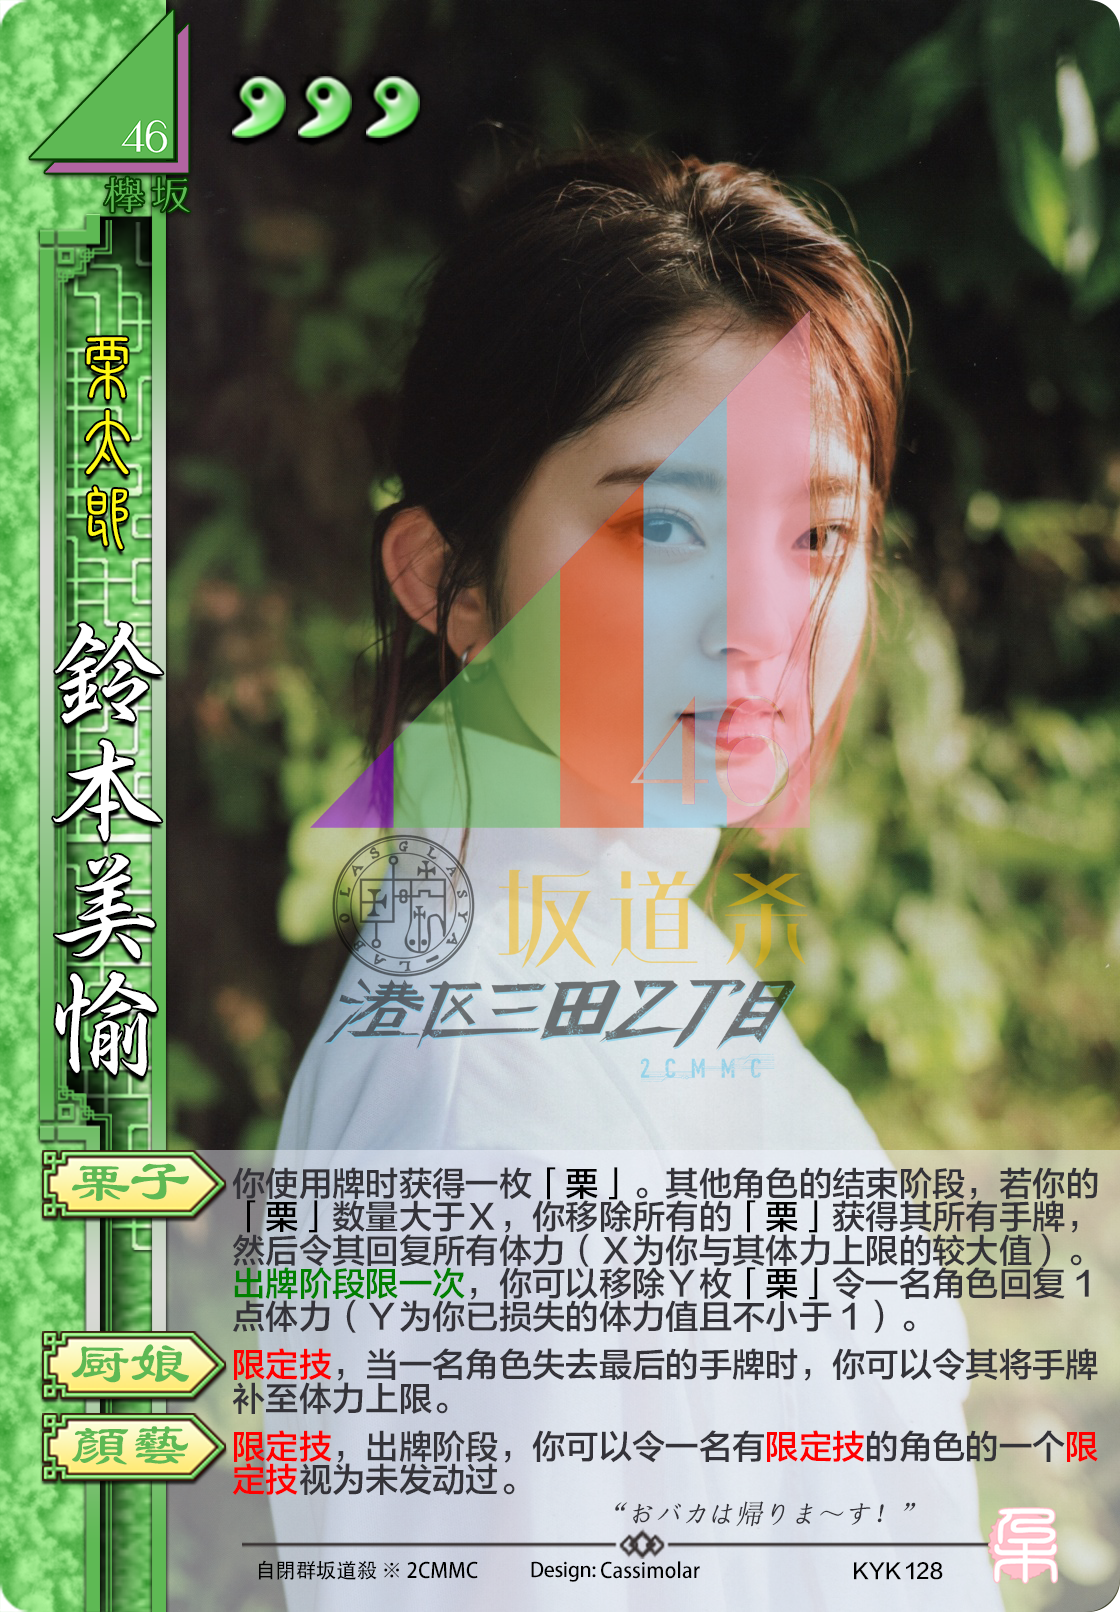 46
欅坂
栗太郎
鈴本美愉
GLASYA-LABOLAS
46
坂道杀
港区三田乙丁目
2CMMC
栗子
你使用牌时获得一枚「栗」。其他角色的结束阶段，若你的
「栗」数量大于X，你移除所有的「栗」获得其所有手牌，
然后令其回复所有体力（X为你与其体力上限的较大值）。
出牌阶段限一次，你可以移除Y枚「栗」令一名角色回复1
点体力（Y为你已损失的体力值且不小于1）。
厨娘
限定技，当一名角色失去最后的手牌时，你可以令其将手牌
补至体力上限。
顏藝
限定技，出牌阶段，你可以令一名有限定技的角色的一个限
定技视为未发动过。
“おバカは帰りま〜す！”
自閉群坂道殺 ※ 2CMMC
Design: Cassimolar
KYK 128